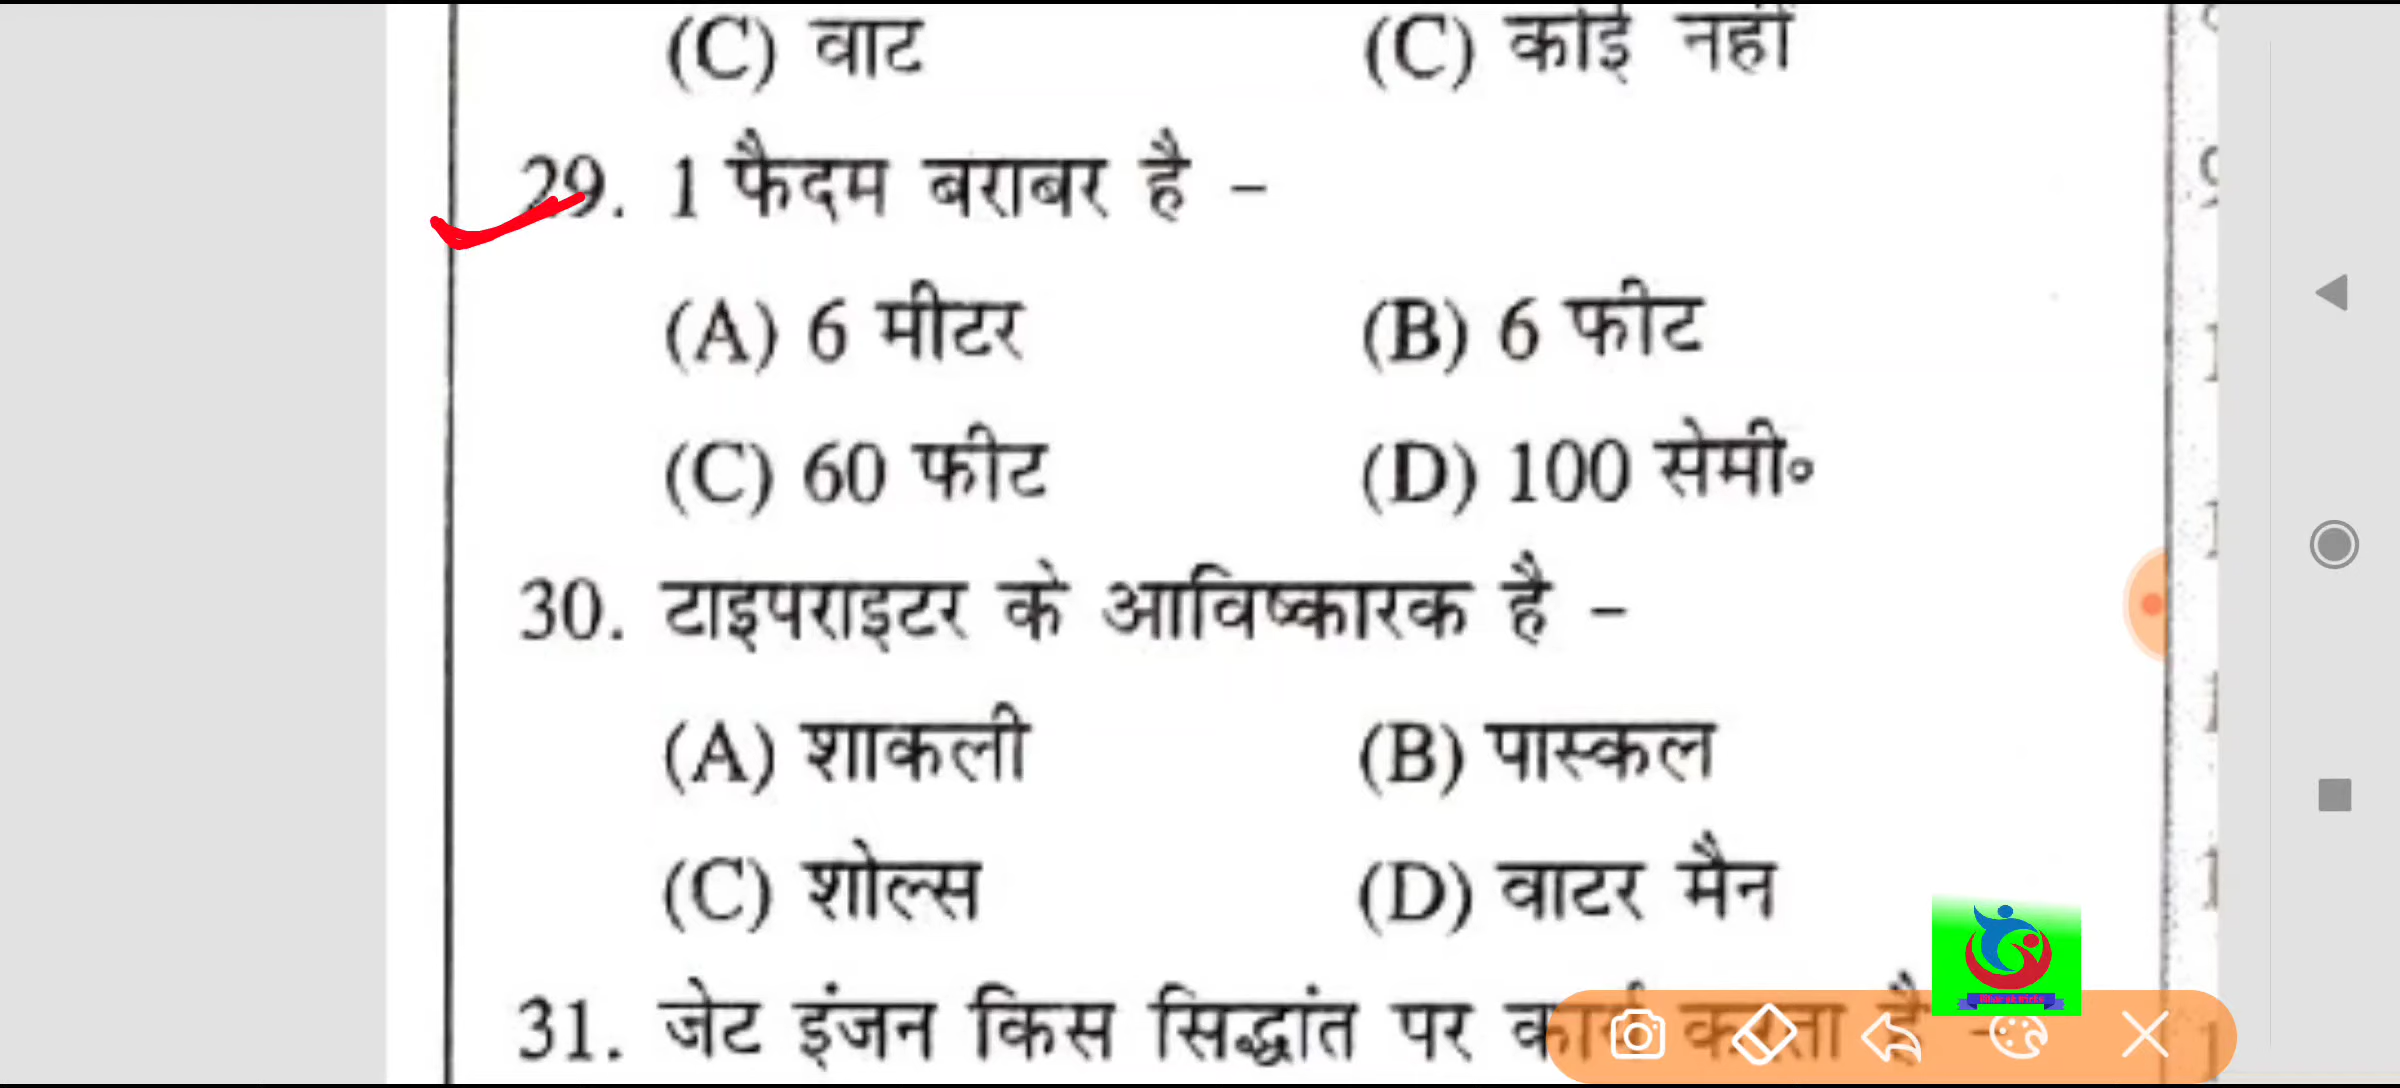 (C) वाट (C) कोई नहीं
29. 1 फैदम बराबर है –
(A) 6 मीटर (B) 6 फीट
(C) 60 फीट (D) 100 सेमी॰
30. टाइपराइटर के आविष्कारक है –
(A) शाकली (B) पास्कल
(C) शोल्स (D) वाटर मैन
31. जेट इंजन किस सिद्धांत पर कार्य करता है –